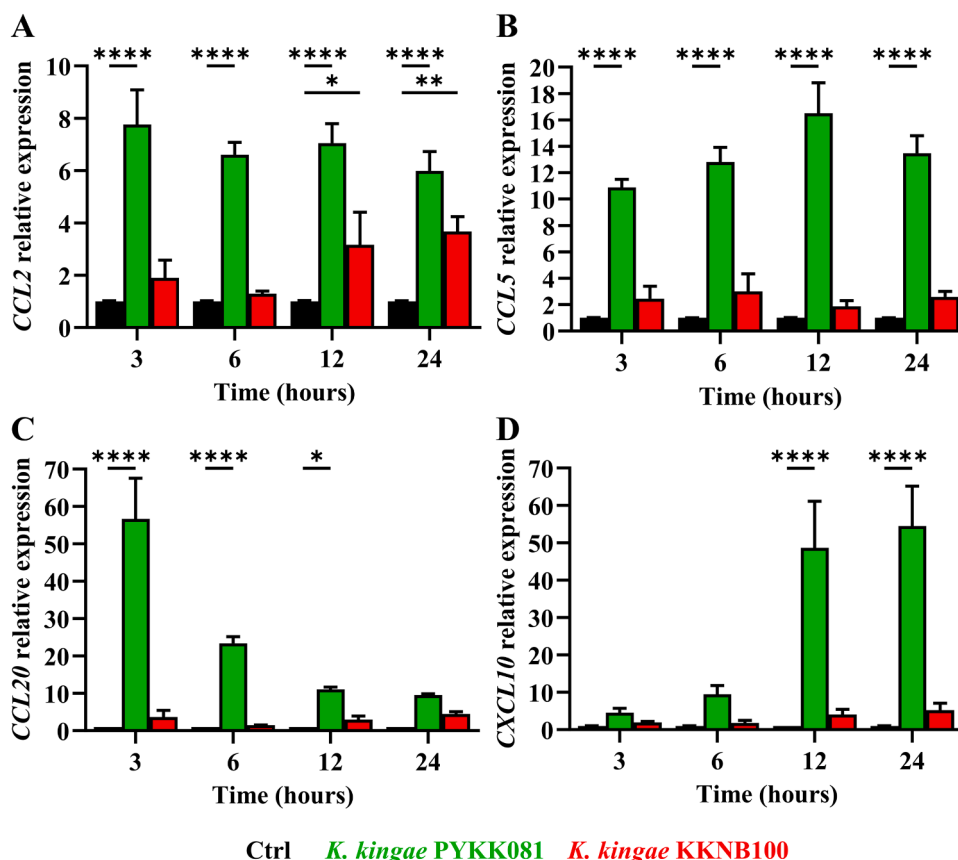 A
**** **** **** ****
* **
CCL2 relative expression
10
8
6
4
2
0
3 6 12 24
Time (hours)
B
**** **** **** ****
CCL5 relative expression
20
18
16
14
12
10
8
6
4
2
0
3 6 12 24
Time (hours)
C
**** **** *
CCL20 relative expression
70
60
50
40
30
20
10
0
3 6 12 24
Time (hours)
D
**** ****
CXCL10 relative expression
70
60
50
40
30
20
10
0
3 6 12 24
Time (hours)
Ctrl K. kingae PYKK081 K. kingae KKNB100